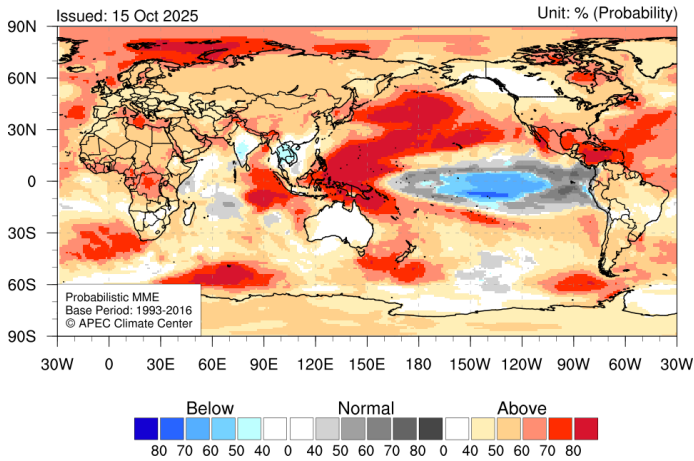 Issued: 15 Oct 2025
Unit: % (Probability)
90N
60N
30N
0
30S
60S
90S
Probabilistic MME
Base Period: 1993-2016
© APEC Climate Center
30W 0 30E 60E 90E 120E 150E 180 150W 120W 90W 60W 30W
Below Normal Above
80 70 60 50 40 0 40 50 60 70 80 0 40 50 60 70 80